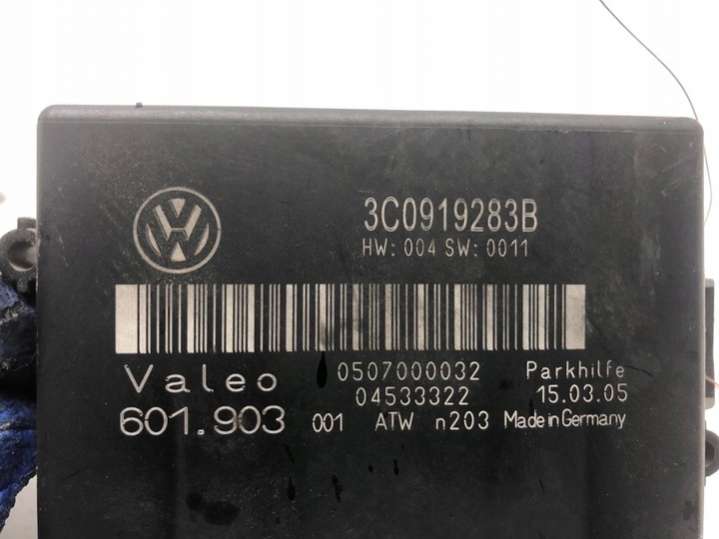 3C0919283B
HW: 004 SW: 0011
Valeo 0507000032 Parkhilfe
04533322 15.03.05
601.903 001 ATW n203 Made in Germany